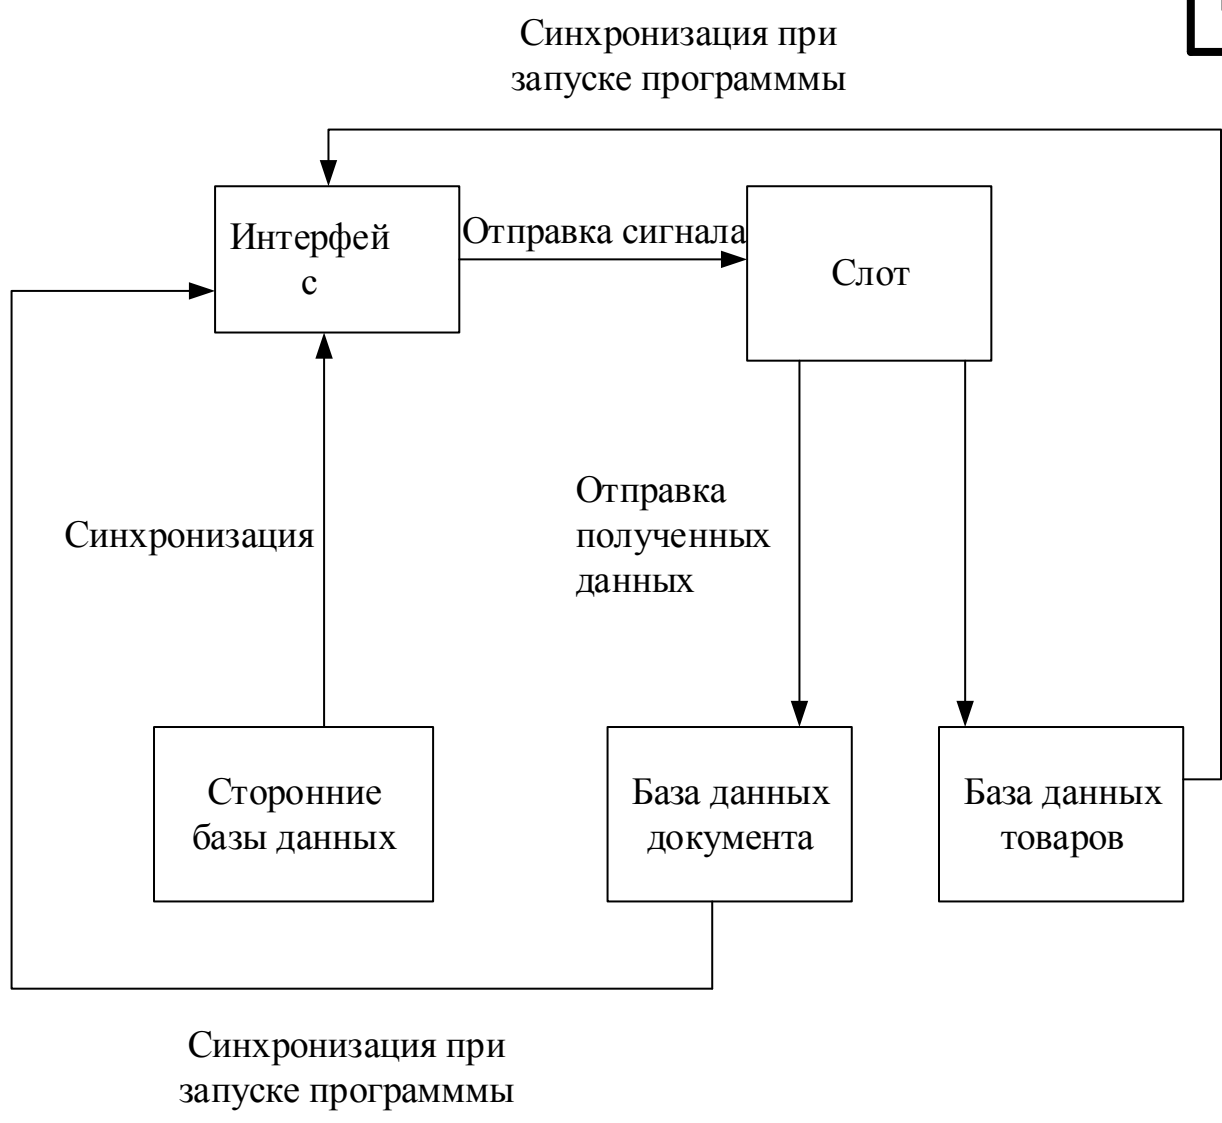 Синхронизация при
запуске программмы
Интерфей
с
Отправка сигнала
Слот
Отправка
полученных
данных
Синхронизация
Сторонние
базы данных
База данных
документа
База данных
товаров
Синхронизация при
запуске программмы